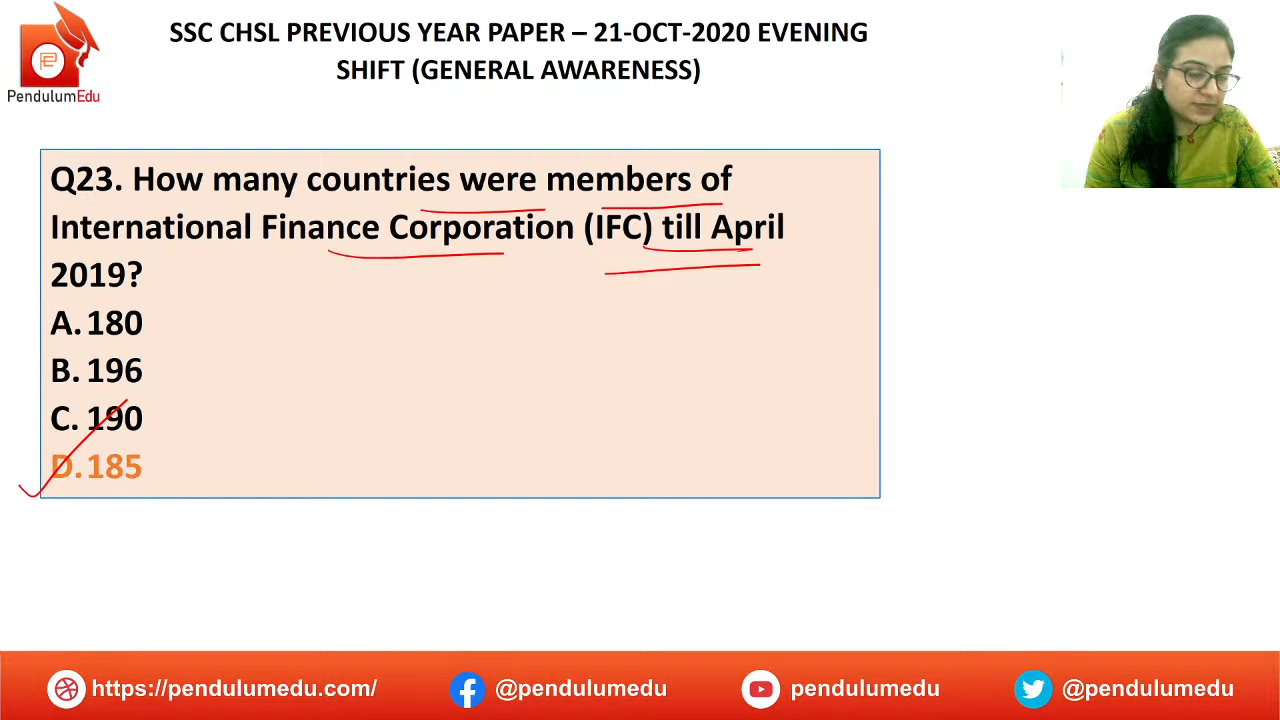 SSC CHSL PREVIOUS YEAR PAPER – 21-OCT-2020 EVENING
SHIFT (GENERAL AWARENESS)
PendulumEdu
Q23. How many countries were members of
International Finance Corporation (IFC) till April
2019?
A. 180
B. 196
C. 190
D. 185
https://pendulumedu.com/
@pendulumedu
pendulumedu
@pendulumedu